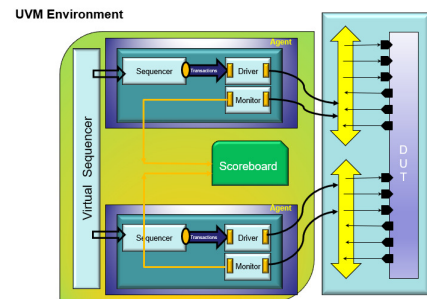 UVM Environment
Agent
Sequencer
Transactions
Driver
Monitor
Virtual Sequencer
Scoreboard
DUT
Agent
Sequencer
Transactions
Driver
Monitor